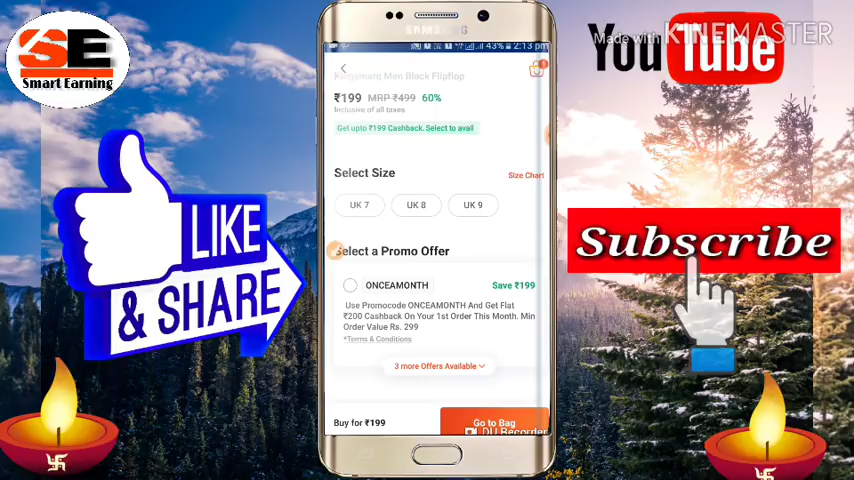 SE
Smart Earning
LIKE
& SHARE
SAMSUNG
43% 2:13 pm
Kingsmarq Men Black Flipflop
₹199 MRP ₹499 60%
Inclusive of all taxes
Get upto ₹199 Cashback. Select to avail
Select Size
Size Chart
UK 7 UK 8 UK 9
Select a Promo Offer
ONCEAMONTH Save ₹199
Use Promocode ONCEAMONTH And Get Flat
₹200 Cashback On Your 1st Order This Month. Min
Order Value Rs. 299
*Terms & Conditions
3 more Offers Available
Buy for ₹199
Go to Bag
DU Recorder
Made with KINEMASTER
YouTube
Subscribe